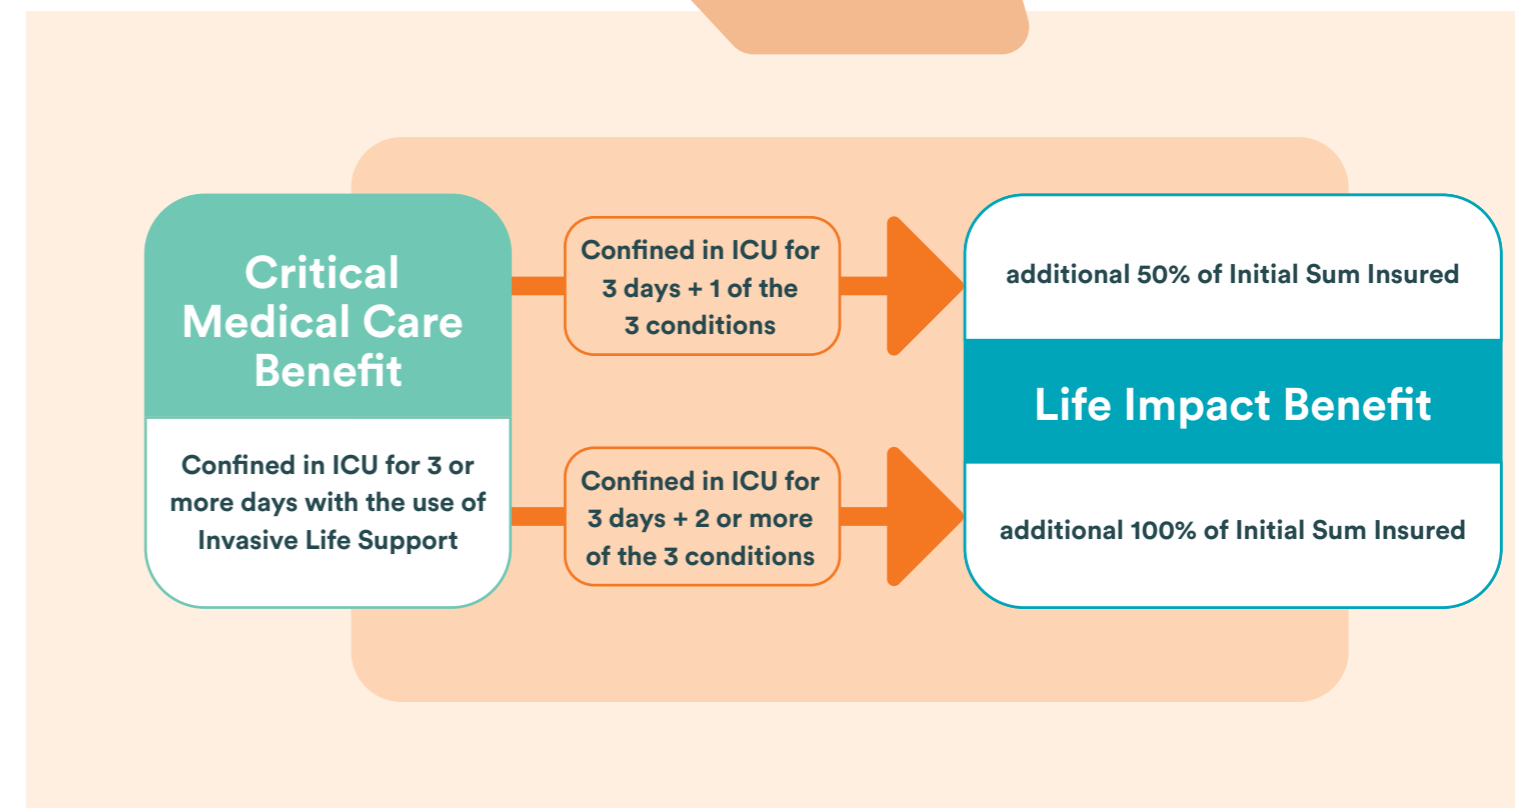 Critical
Medical Care
Benefit
Confined in ICU for 3 or
more days with the use of
Invasive Life Support
Confined in ICU for
3 days + 1 of the
3 conditions
Confined in ICU for
3 days + 2 or more
of the 3 conditions
additional 50% of Initial Sum Insured
Life Impact Benefit
additional 100% of Initial Sum Insured